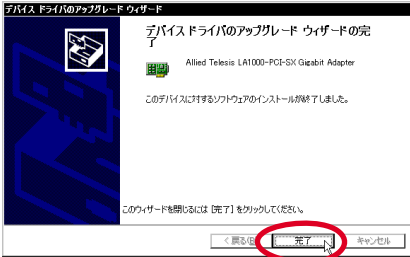 デバイス ドライバのアップグレード ウィザード
デバイス ドライバのアップグレード ウィザードの完
了
Allied Telesis LA1000-PCI-SX Gigabit Adapter
このデバイスに対するソフトウェアのインストールが終了しました。
このウィザードを閉じるには [完了] をクリックしてください。
< 戻る(B) 完了 キャンセル